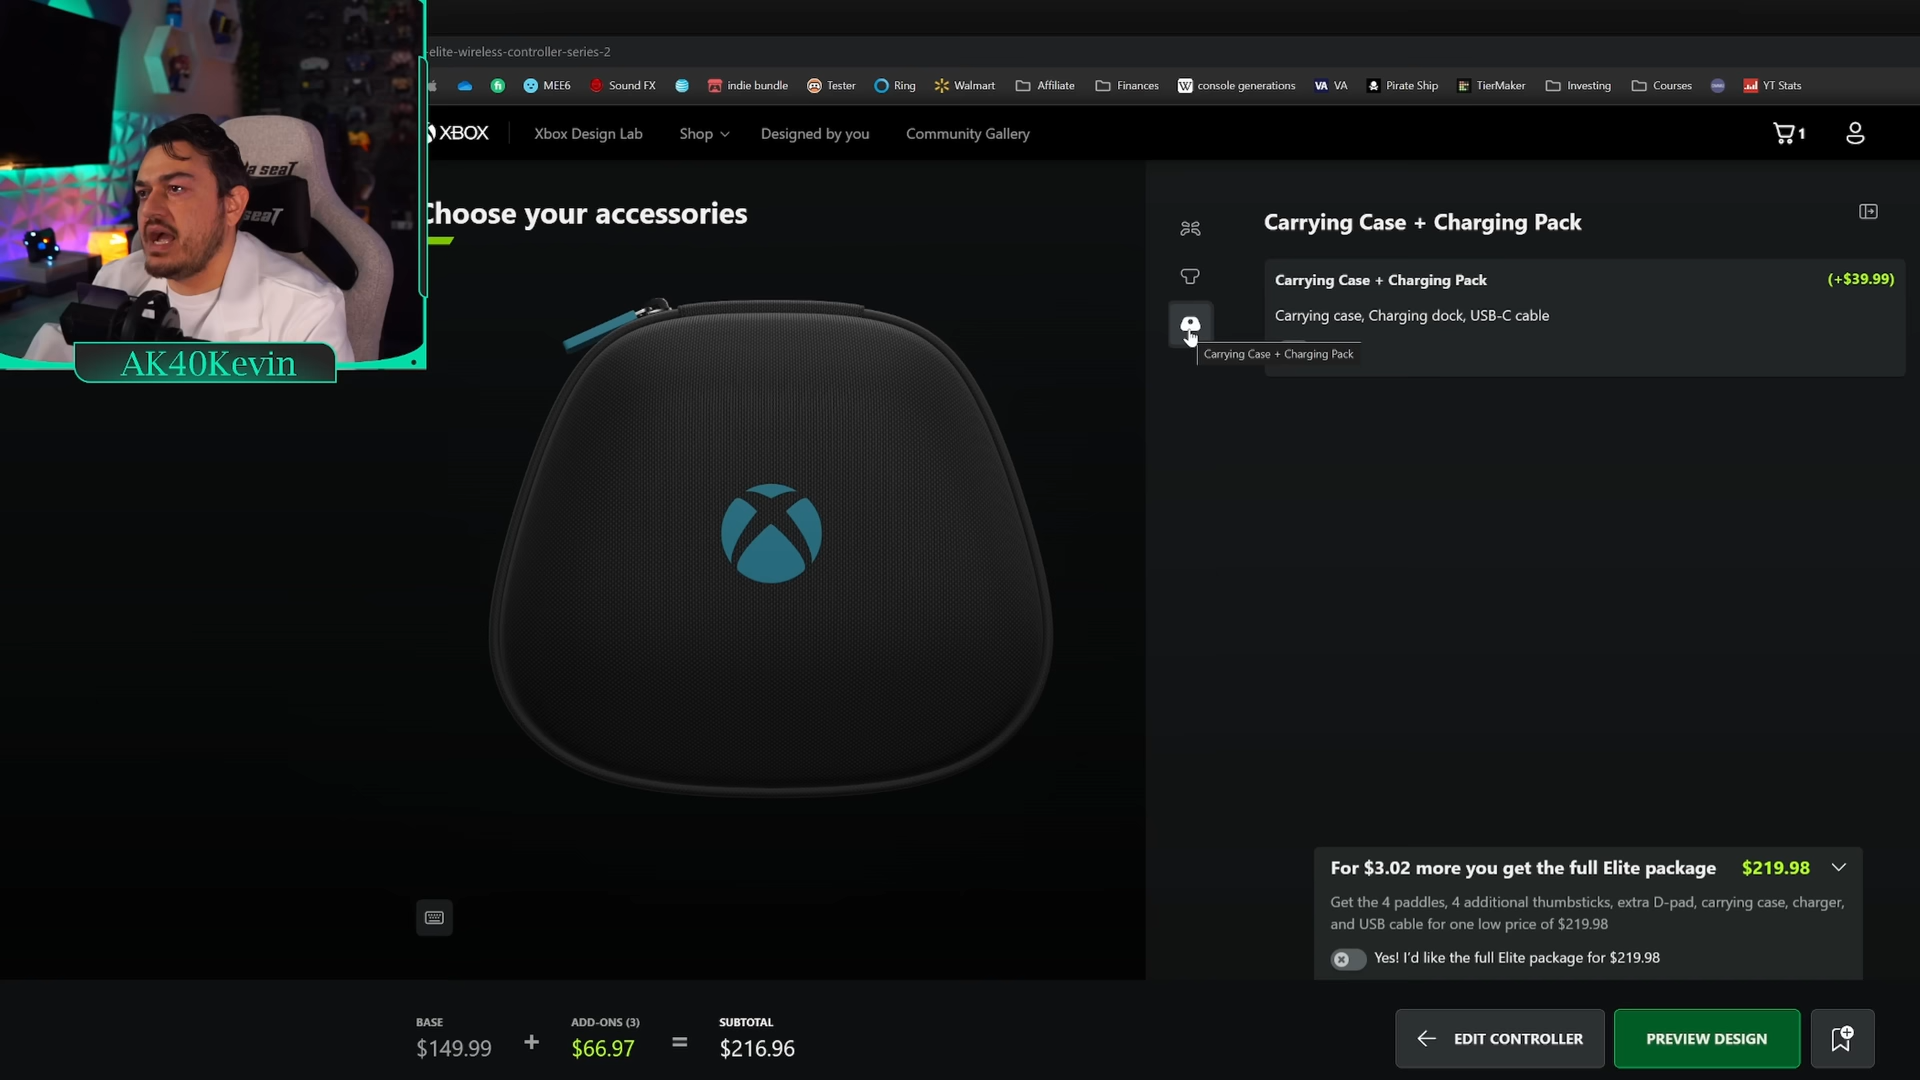 -elite-wireless-controller-series-2
MEE6
Sound FX
indie bundle
Tester
Ring
Walmart
Affiliate
Finances
W
console generations
VA VA
Pirate Ship
TierMaker
Investing
Courses
YT Stats
XBOX
Xbox Design Lab
Shop
Designed by you
Community Gallery
1
a seaT
seaT
AK40Kevin
Choose your accessories
Carrying Case + Charging Pack
Carrying Case + Charging Pack (+$39.99)
Carrying case, Charging dock, USB-C cable
Carrying Case + Charging Pack
For $3.02 more you get the full Elite package $219.98
Get the 4 paddles, 4 additional thumbsticks, extra D-pad, carrying case, charger,
and USB cable for one low price of $219.98
Yes! I'd like the full Elite package for $219.98
BASE
$149.99
+
ADD-ONS (3)
$66.97
=
SUBTOTAL
$216.96
EDIT CONTROLLER
PREVIEW DESIGN